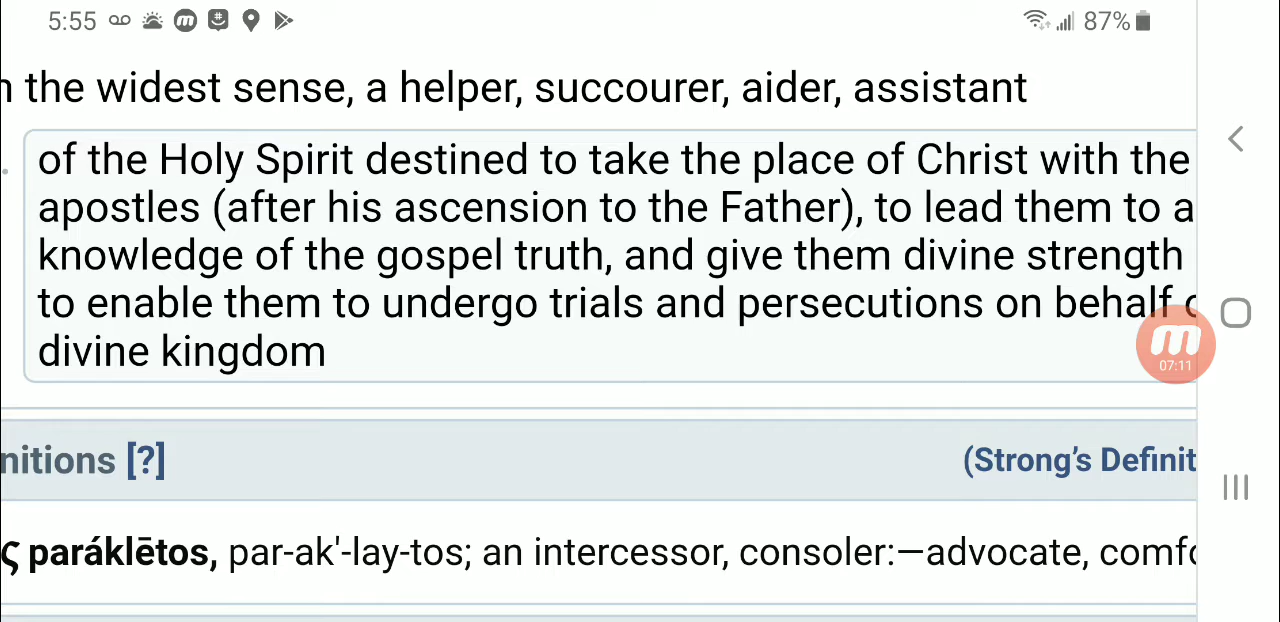 5:55 87%
n the widest sense, a helper, succourer, aider, assistant
of the Holy Spirit destined to take the place of Christ with the
apostles (after his ascension to the Father), to lead them to a
knowledge of the gospel truth, and give them divine strength
to enable them to undergo trials and persecutions on behalf
divine kingdom
m
07:11
nitions [?] (Strong's Definit
ς paráklētos, par-ak'-lay-tos; an intercessor, consoler:—advocate, comfo